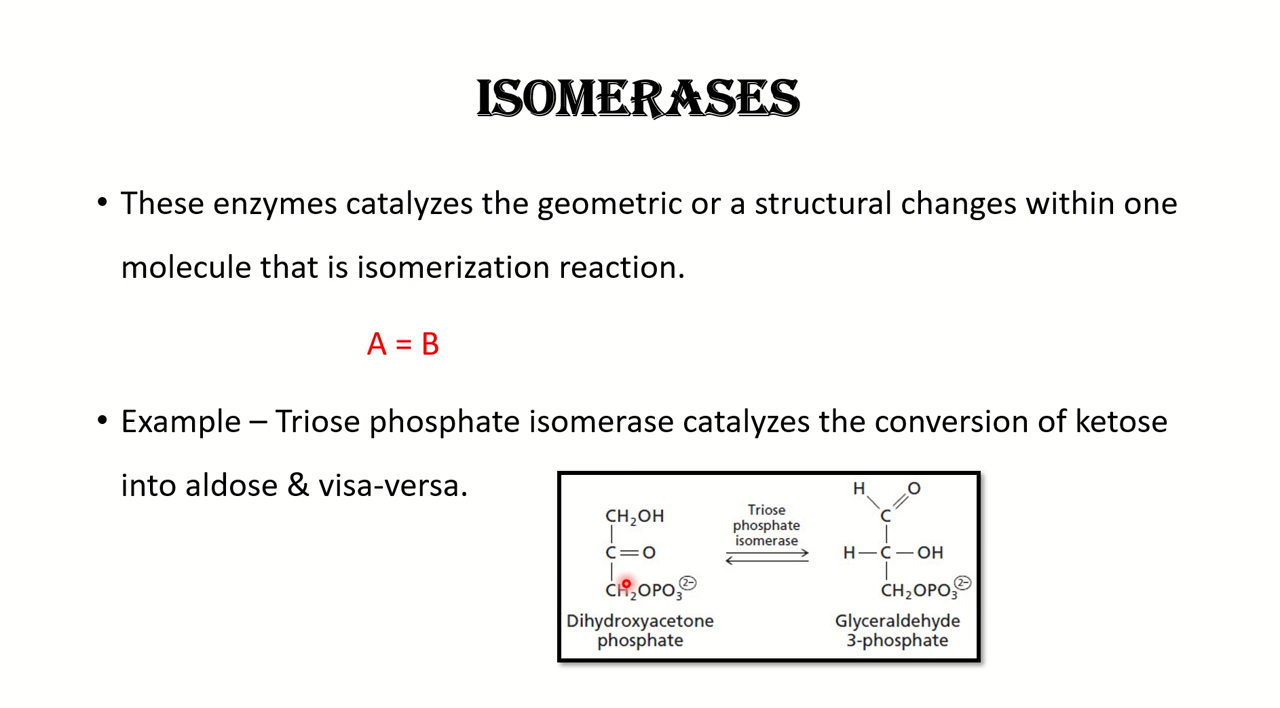 ISOMERASES
• These enzymes catalyzes the geometric or a structural changes within one
molecule that is isomerization reaction.
A = B
• Example – Triose phosphate isomerase catalyzes the conversion of ketose
into aldose & visa-versa.
CH₂OH
C=O
CH₂OPO₃²⁻
Dihydroxyacetone
phosphate
Triose
phosphate
isomerase
H O
C
H—C—OH
CH₂OPO₃²⁻
Glyceraldehyde
3-phosphate